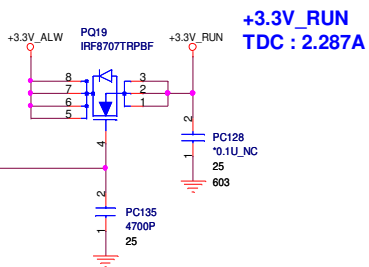 +3.3V_RUN
TDC : 2.287A
+3.3V_ALW
PQ19
IRF8707TRPBF
+3.3V_RUN
8
7
6
5
3
2
1
4
2
1
PC128
*0.1U_NC
25
603
2
1
PC135
4700P
25